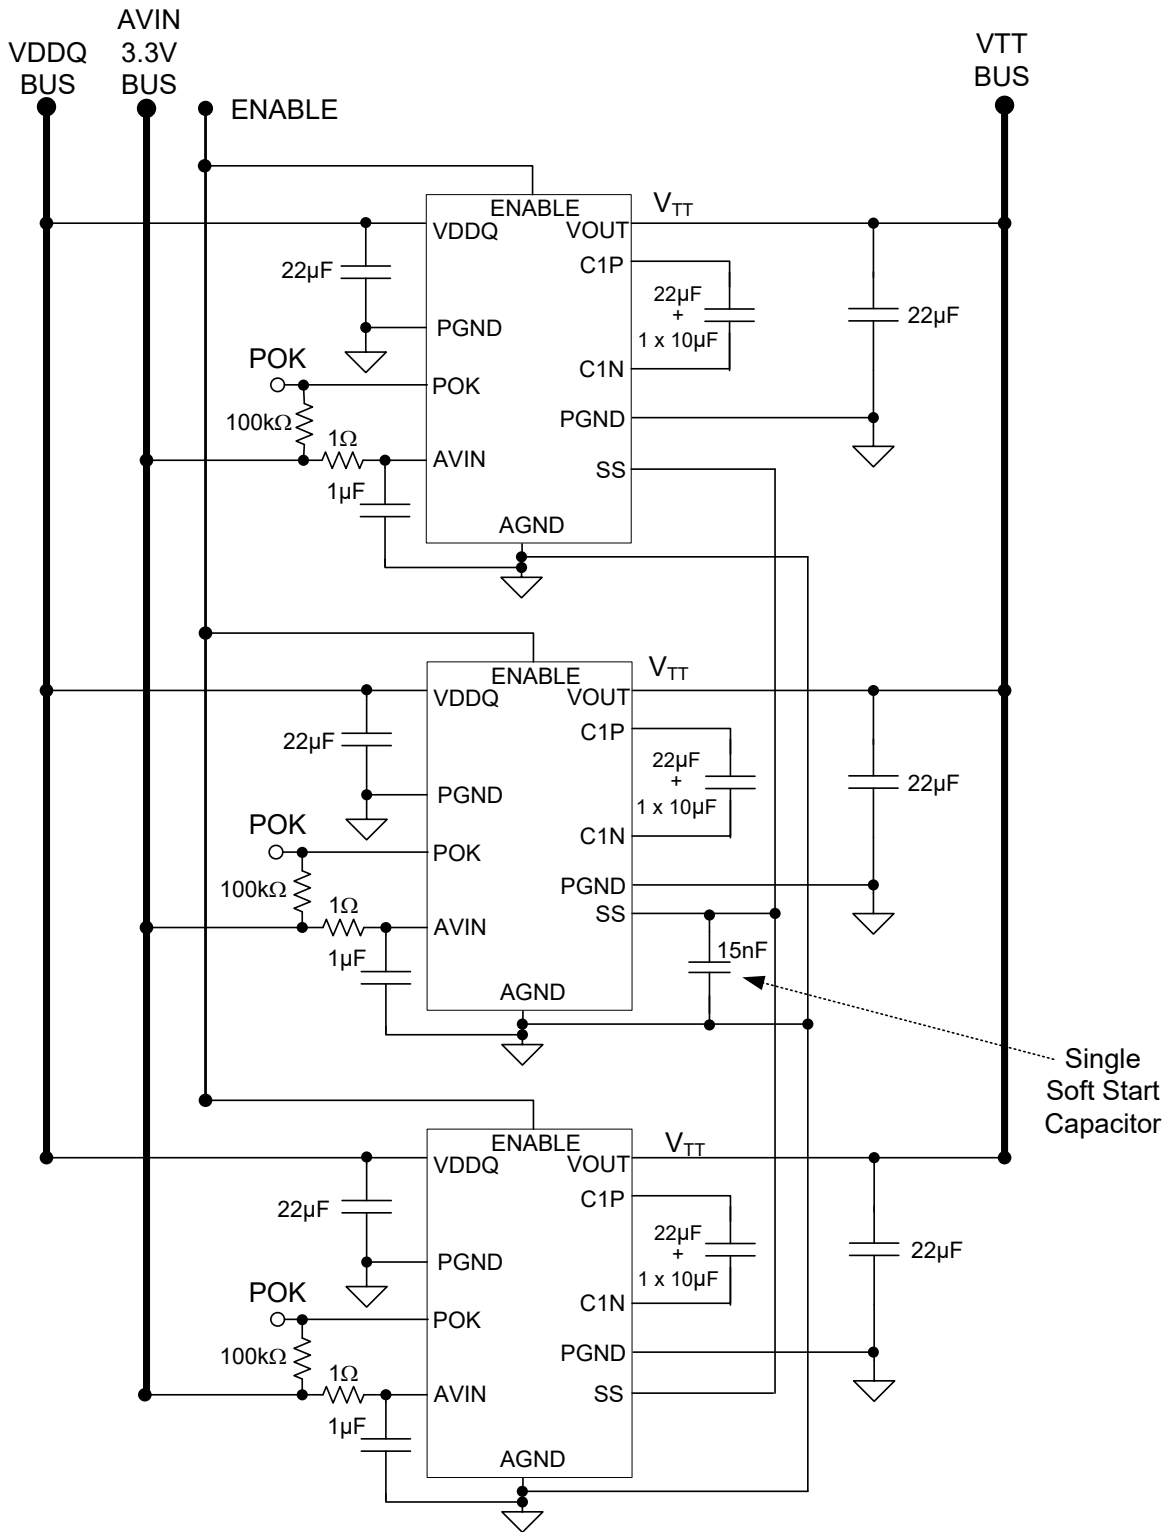 VDDQ
BUS
AVIN
3.3V
BUS
ENABLE
VTT
BUS
ENABLE
VDDQ
VOUT
VTT
C1P
22µF
22µF
+
1 x 10µF
22µF
PGND
POK
POK
C1N
100kΩ
PGND
1Ω
AVIN
SS
1µF
AGND
ENABLE
VDDQ
VOUT
VTT
C1P
22µF
22µF
+
1 x 10µF
22µF
PGND
POK
POK
C1N
100kΩ
PGND
1Ω
AVIN
SS
1µF
15nF
AGND
Single
Soft Start
Capacitor
ENABLE
VDDQ
VOUT
VTT
C1P
22µF
22µF
+
1 x 10µF
22µF
PGND
POK
POK
C1N
100kΩ
PGND
1Ω
AVIN
SS
1µF
AGND